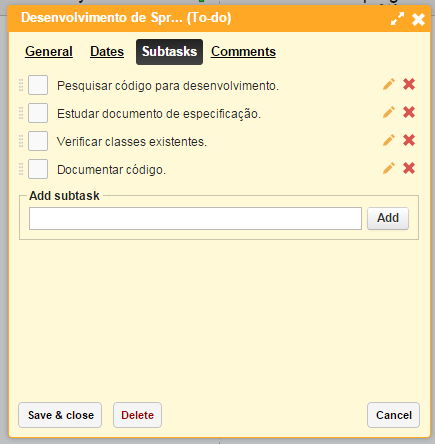 Desenvolvimento de Spr... (To-do)
General Dates Subtasks Comments
Pesquisar código para desenvolvimento.
Estudar documento de especificação.
Verificar classes existentes.
Documentar código.
Add subtask
Add
Save & close Delete Cancel